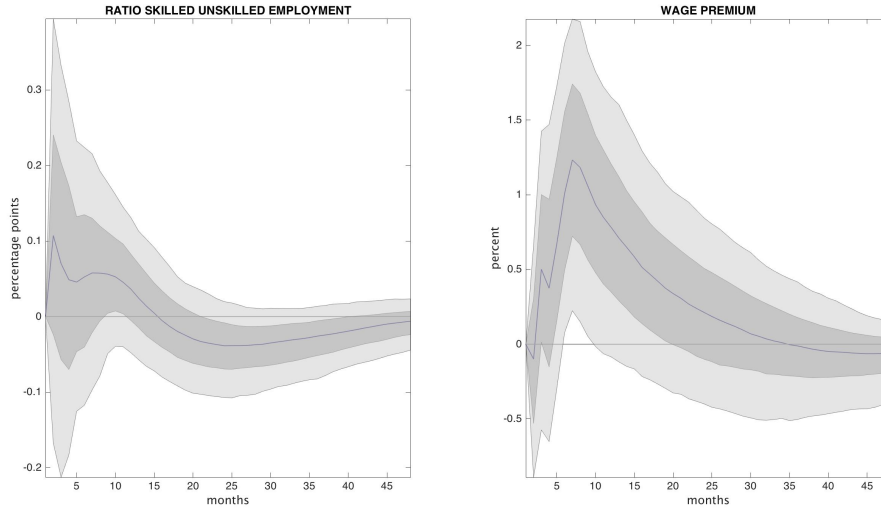 RATIO SKILLED UNSKILLED EMPLOYMENT
percentage points
0.3
0.2
0.1
0
-0.1
-0.2
5 10 15 20 25 30 35 40 45
months
WAGE PREMIUM
percent
2
1.5
1
0.5
0
-0.5
5 10 15 20 25 30 35 40 45
months